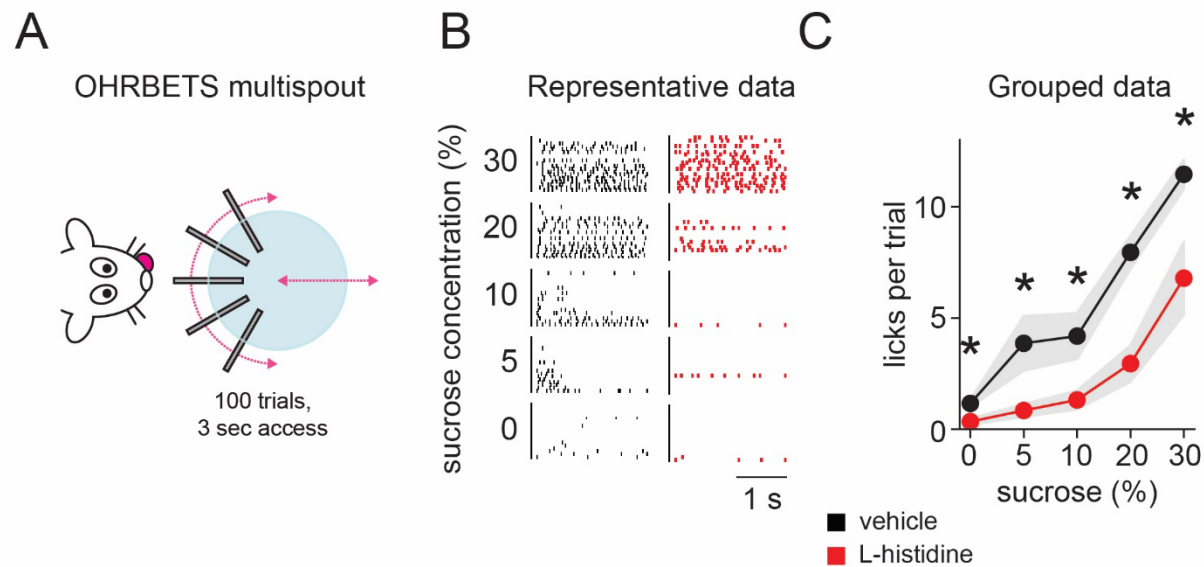 A
OHRBETS multispout
100 trials,
3 sec access
B
Representative data
sucrose concentration (%)
30
20
10
5
0
1 s
C
Grouped data
* * * * *
licks per trial
10
5
0
0 5 10 20 30
sucrose (%)
vehicle
L-histidine